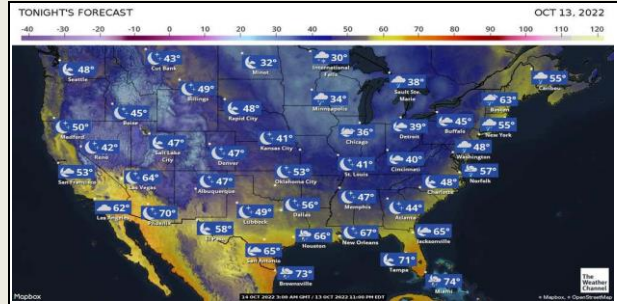 TONIGHT'S FORECAST
OCT 13, 2022
-40 -30 -20 -10 0 10 20 30 40 50 60 70 80 90 100 110 120
48°
Seattle
43°
Cut Bank
32°
Minot
30°
International
Falls
38°
Sault Ste.
Marie
55°
Caribou
49°
Billings
48°
Rapid City
34°
Minneapolis
63°
Boston
50°
Medford
45°
Boise
36°
Chicago
39°
Detroit
45°
Buffalo
55°
New York
42°
Reno
47°
Salt Lake
City
47°
Denver
41°
Kansas City
41°
St. Louis
40°
Cincinnati
48°
Washington
53°
San Francisco
64°
Las Vegas
47°
Albuquerque
53°
Oklahoma City
47°
Memphis
48°
Charlotte
57°
Norfolk
62°
Los Angeles
70°
Phoenix
58°
49°
Lubbock
56°
Dallas
44°
Atlanta
65°
San Antonio
66°
Houston
67°
New Orleans
65°
Jacksonville
73°
Brownsville
71°
Tampa
74°
Miami
The
Weather
Channel
Mapbox
14 OCT 2022 3:00 AM GMT / 13 OCT 2022 11:00 PM EDT
© Mapbox, © OpenStreetMap